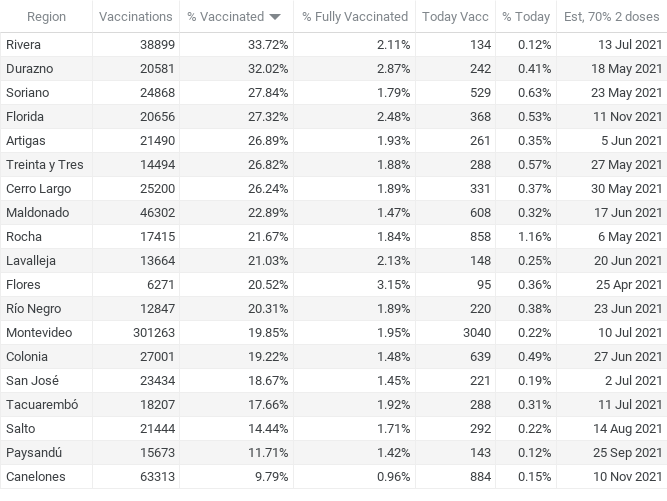 Region Vaccinations % Vaccinated % Fully Vaccinated Today Vacc % Today Est, 70% 2 doses
Rivera 38899 33.72% 2.11% 134 0.12% 13 Jul 2021
Durazno 20581 32.02% 2.87% 242 0.41% 18 May 2021
Soriano 24868 27.84% 1.79% 529 0.63% 23 May 2021
Florida 20656 27.32% 2.48% 368 0.53% 11 Nov 2021
Artigas 21490 26.89% 1.93% 261 0.35% 5 Jun 2021
Treinta y Tres 14494 26.82% 1.88% 288 0.57% 27 May 2021
Cerro Largo 25200 26.24% 1.89% 331 0.37% 30 May 2021
Maldonado 46302 22.89% 1.47% 608 0.32% 17 Jun 2021
Rocha 17415 21.67% 1.84% 858 1.16% 6 May 2021
Lavalleja 13664 21.03% 2.13% 148 0.25% 20 Jun 2021
Flores 6271 20.52% 3.15% 95 0.36% 25 Apr 2021
Río Negro 12847 20.31% 1.89% 220 0.38% 23 Jun 2021
Montevideo 301263 19.85% 1.95% 3040 0.22% 10 Jul 2021
Colonia 27001 19.22% 1.48% 639 0.49% 27 Jun 2021
San José 23434 18.67% 1.45% 221 0.19% 2 Jul 2021
Tacuarembó 18207 17.66% 1.92% 288 0.31% 11 Jul 2021
Salto 21444 14.44% 1.71% 292 0.22% 14 Aug 2021
Paysandú 15673 11.71% 1.42% 143 0.12% 25 Sep 2021
Canelones 63313 9.79% 0.96% 884 0.15% 10 Nov 2021